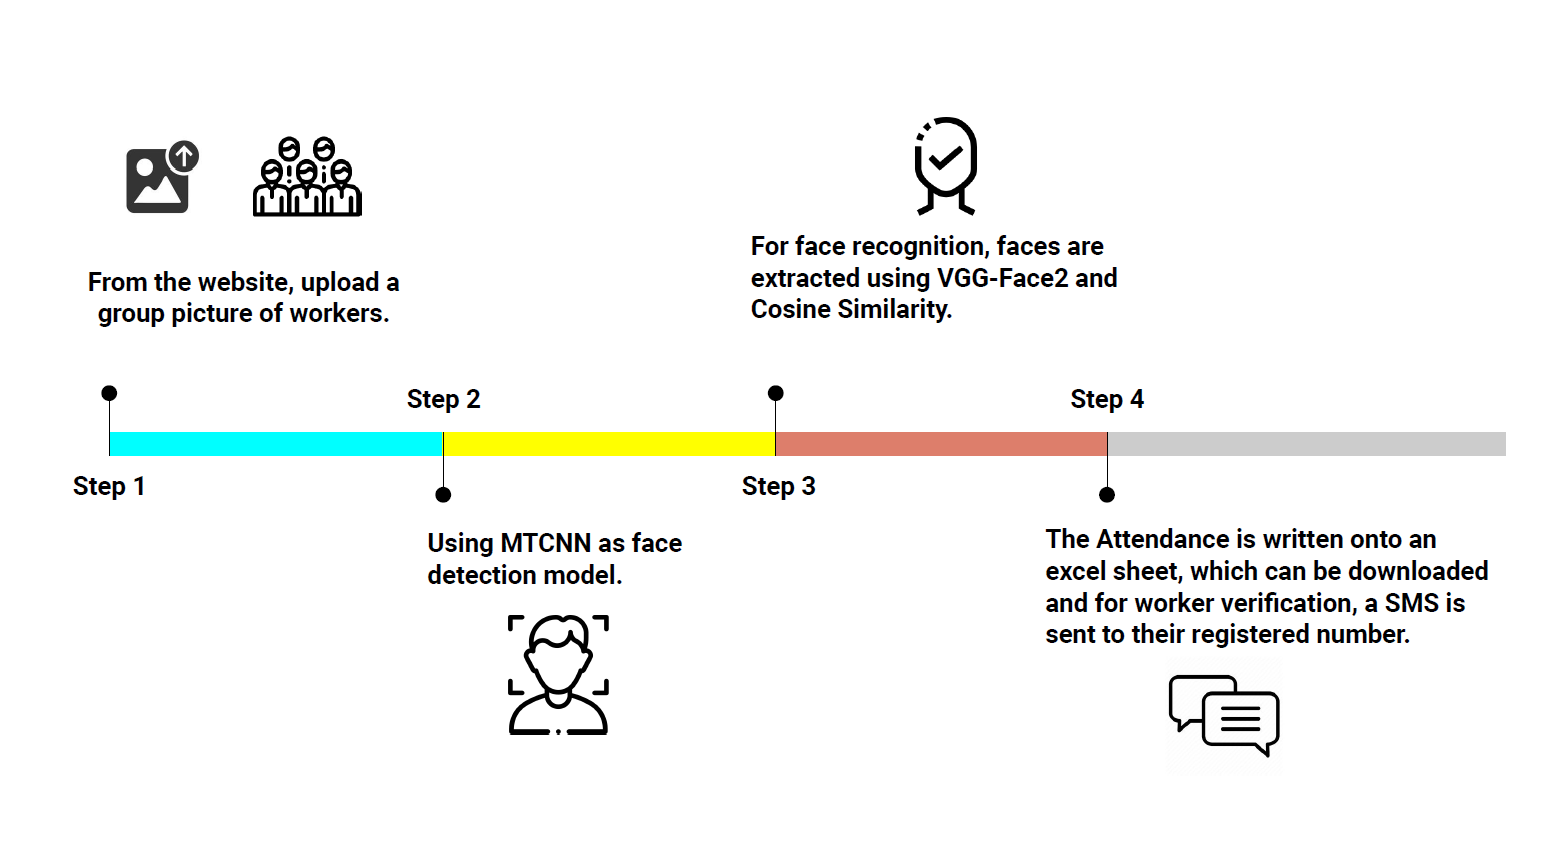 From the website, upload a
group picture of workers.
Step 1
Step 2
Using MTCNN as face
detection model.
For face recognition, faces are
extracted using VGG-Face2 and
Cosine Similarity.
Step 3
Step 4
The Attendance is written onto an
excel sheet, which can be downloaded
and for worker verification, a SMS is
sent to their registered number.